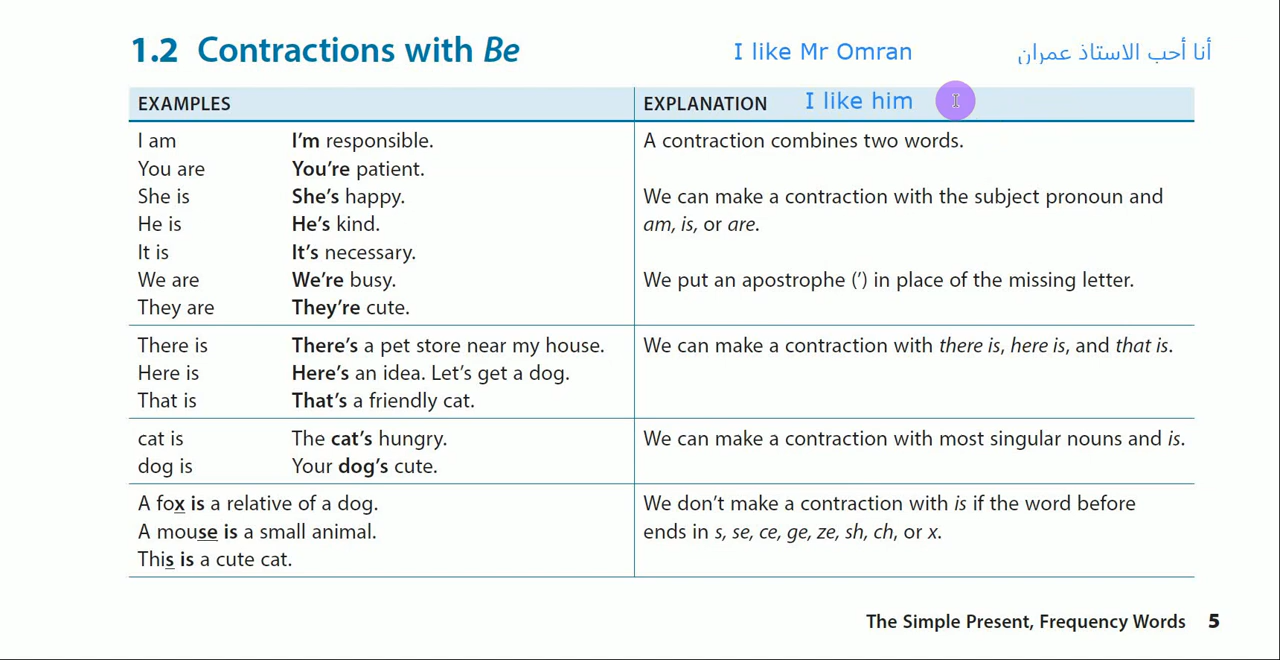 1.2 Contractions with Be
I like Mr Omran
أنا أحب الاستاذ عمران
EXAMPLES
EXPLANATION
I like him
I am I'm responsible.
You are You're patient.
She is She's happy.
He is He's kind.
It is It's necessary.
We are We're busy.
They are They're cute.
A contraction combines two words.
We can make a contraction with the subject pronoun and
am, is, or are.
We put an apostrophe (') in place of the missing letter.
There is There's a pet store near my house.
Here is Here's an idea. Let's get a dog.
That is That's a friendly cat.
We can make a contraction with there is, here is, and that is.
cat is The cat's hungry.
dog is Your dog's cute.
We can make a contraction with most singular nouns and is.
A fox is a relative of a dog.
A mouse is a small animal.
This is a cute cat.
We don't make a contraction with is if the word before
ends in s, se, ce, ge, ze, sh, ch, or x.
The Simple Present, Frequency Words 5